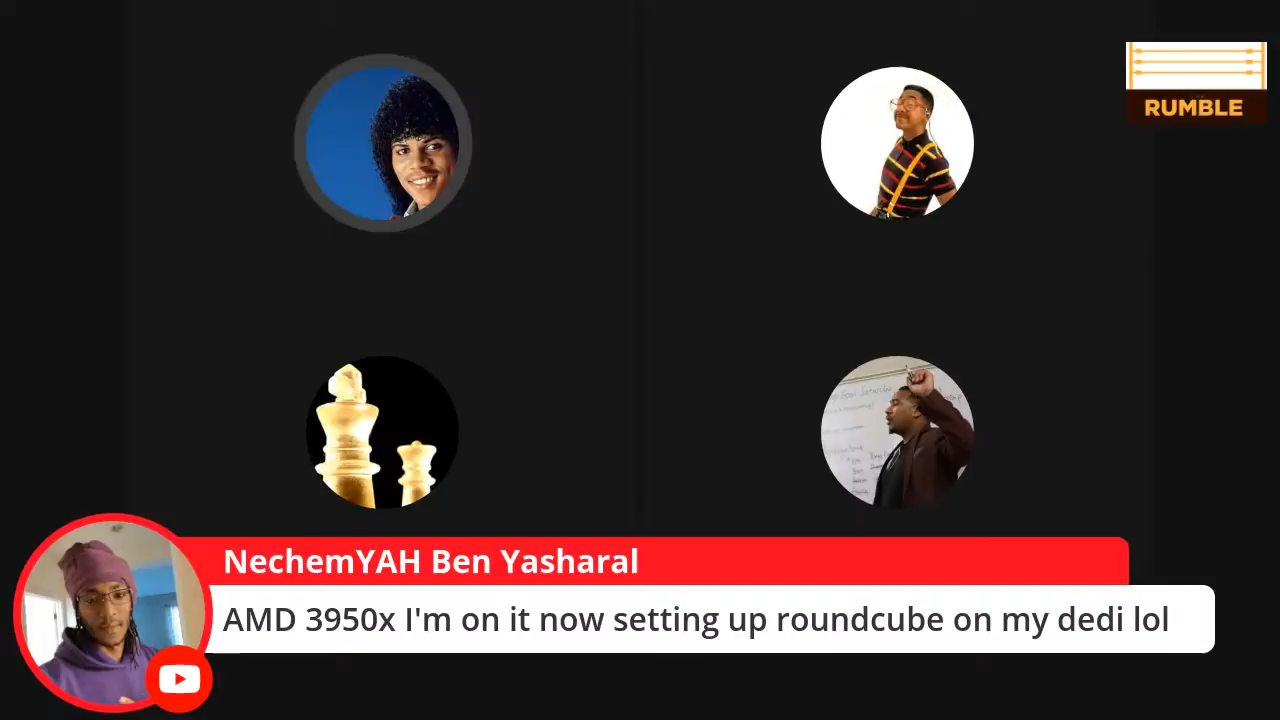 RUMBLE
NechemYAH Ben Yasharal
AMD 3950x I'm on it now setting up roundcube on my dedi lol